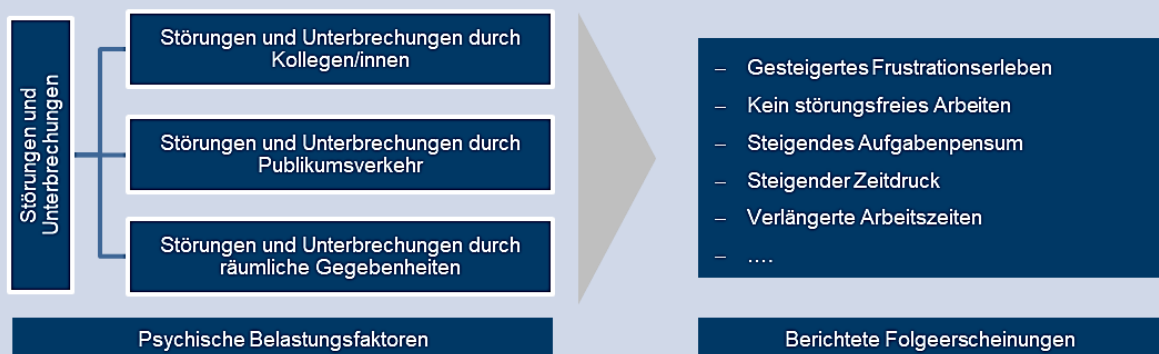 Störungen und
Unterbrechungen
Störungen und Unterbrechungen durch
Kollegen/innen
Störungen und Unterbrechungen durch
Publikumsverkehr
Störungen und Unterbrechungen durch
räumliche Gegebenheiten
Psychische Belastungsfaktoren
– Gesteigertes Frustrationserleben
– Kein störungsfreies Arbeiten
– Steigendes Aufgabenpensum
– Steigender Zeitdruck
– Verlängerte Arbeitszeiten
– ....
Berichtete Folgeerscheinungen